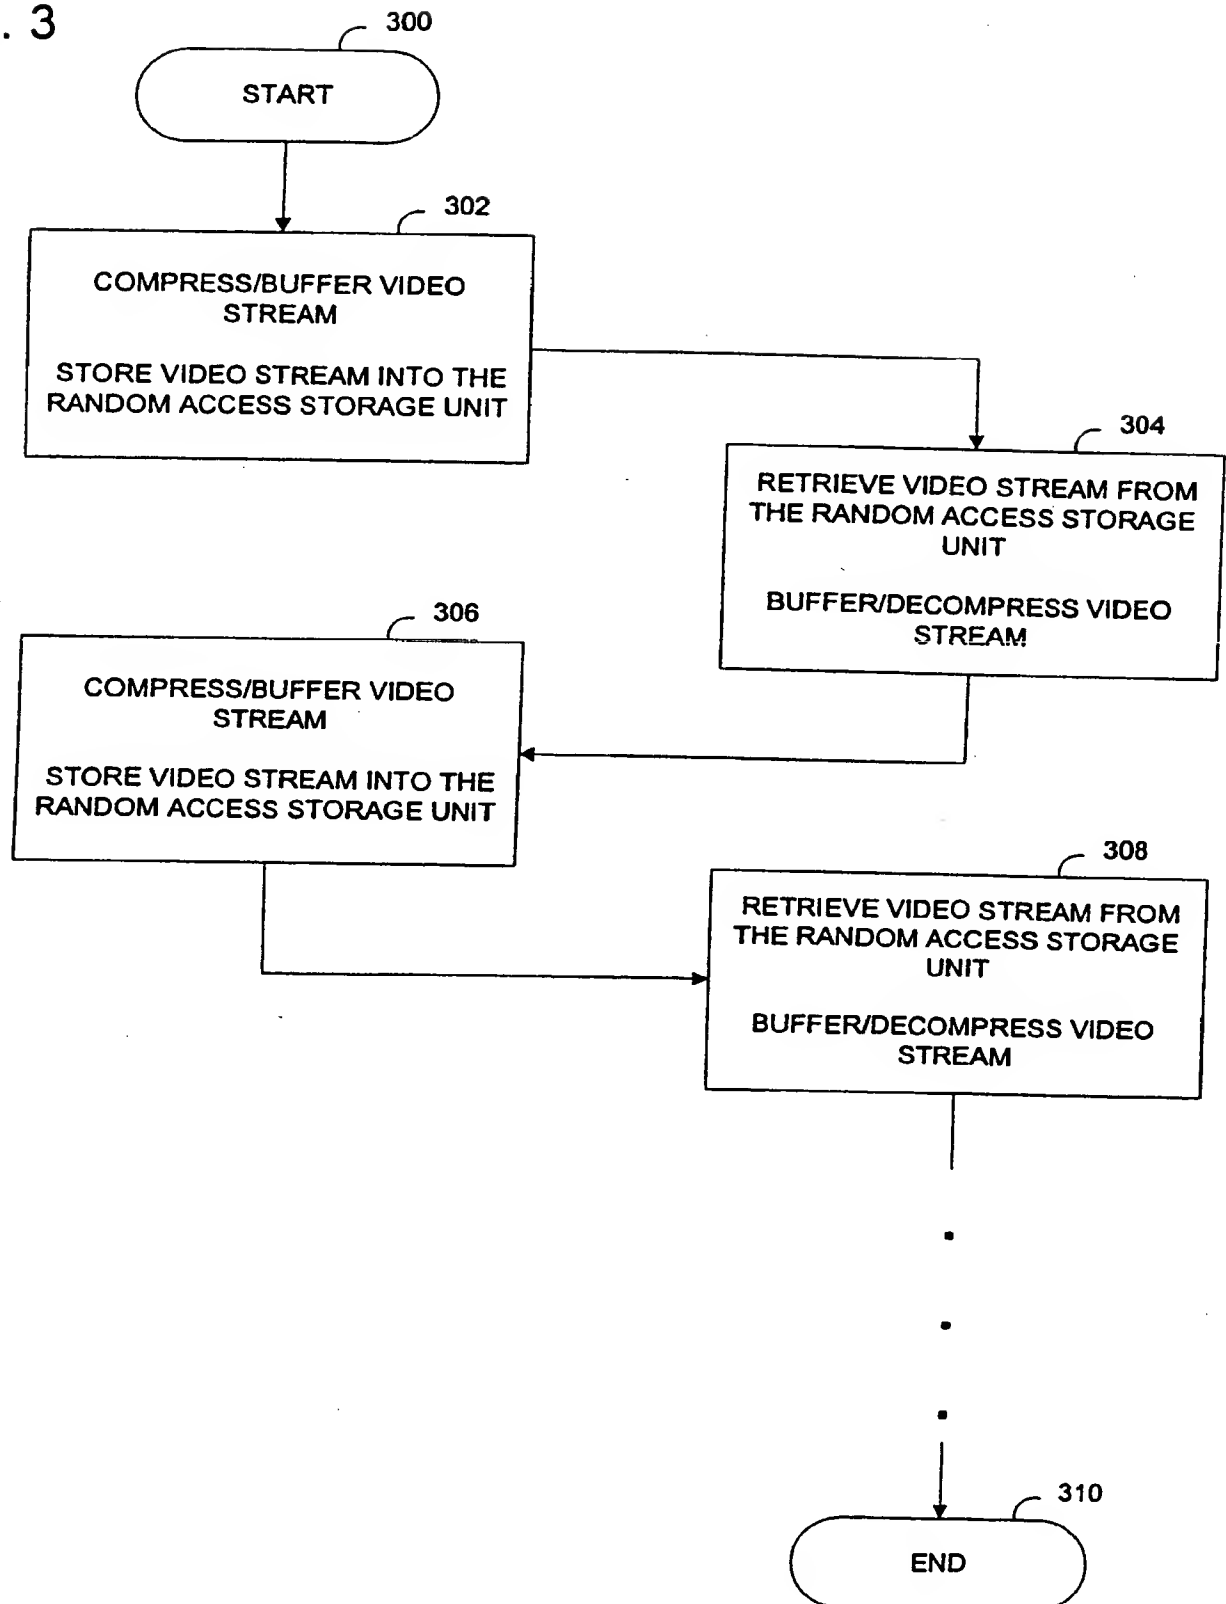 . 3
300
START
302
COMPRESS/BUFFER VIDEO
STREAM
STORE VIDEO STREAM INTO THE
RANDOM ACCESS STORAGE UNIT
304
RETRIEVE VIDEO STREAM FROM
THE RANDOM ACCESS STORAGE
UNIT
BUFFER/DECOMPRESS VIDEO
STREAM
306
COMPRESS/BUFFER VIDEO
STREAM
STORE VIDEO STREAM INTO THE
RANDOM ACCESS STORAGE UNIT
308
RETRIEVE VIDEO STREAM FROM
THE RANDOM ACCESS STORAGE
UNIT
BUFFER/DECOMPRESS VIDEO
STREAM
310
END